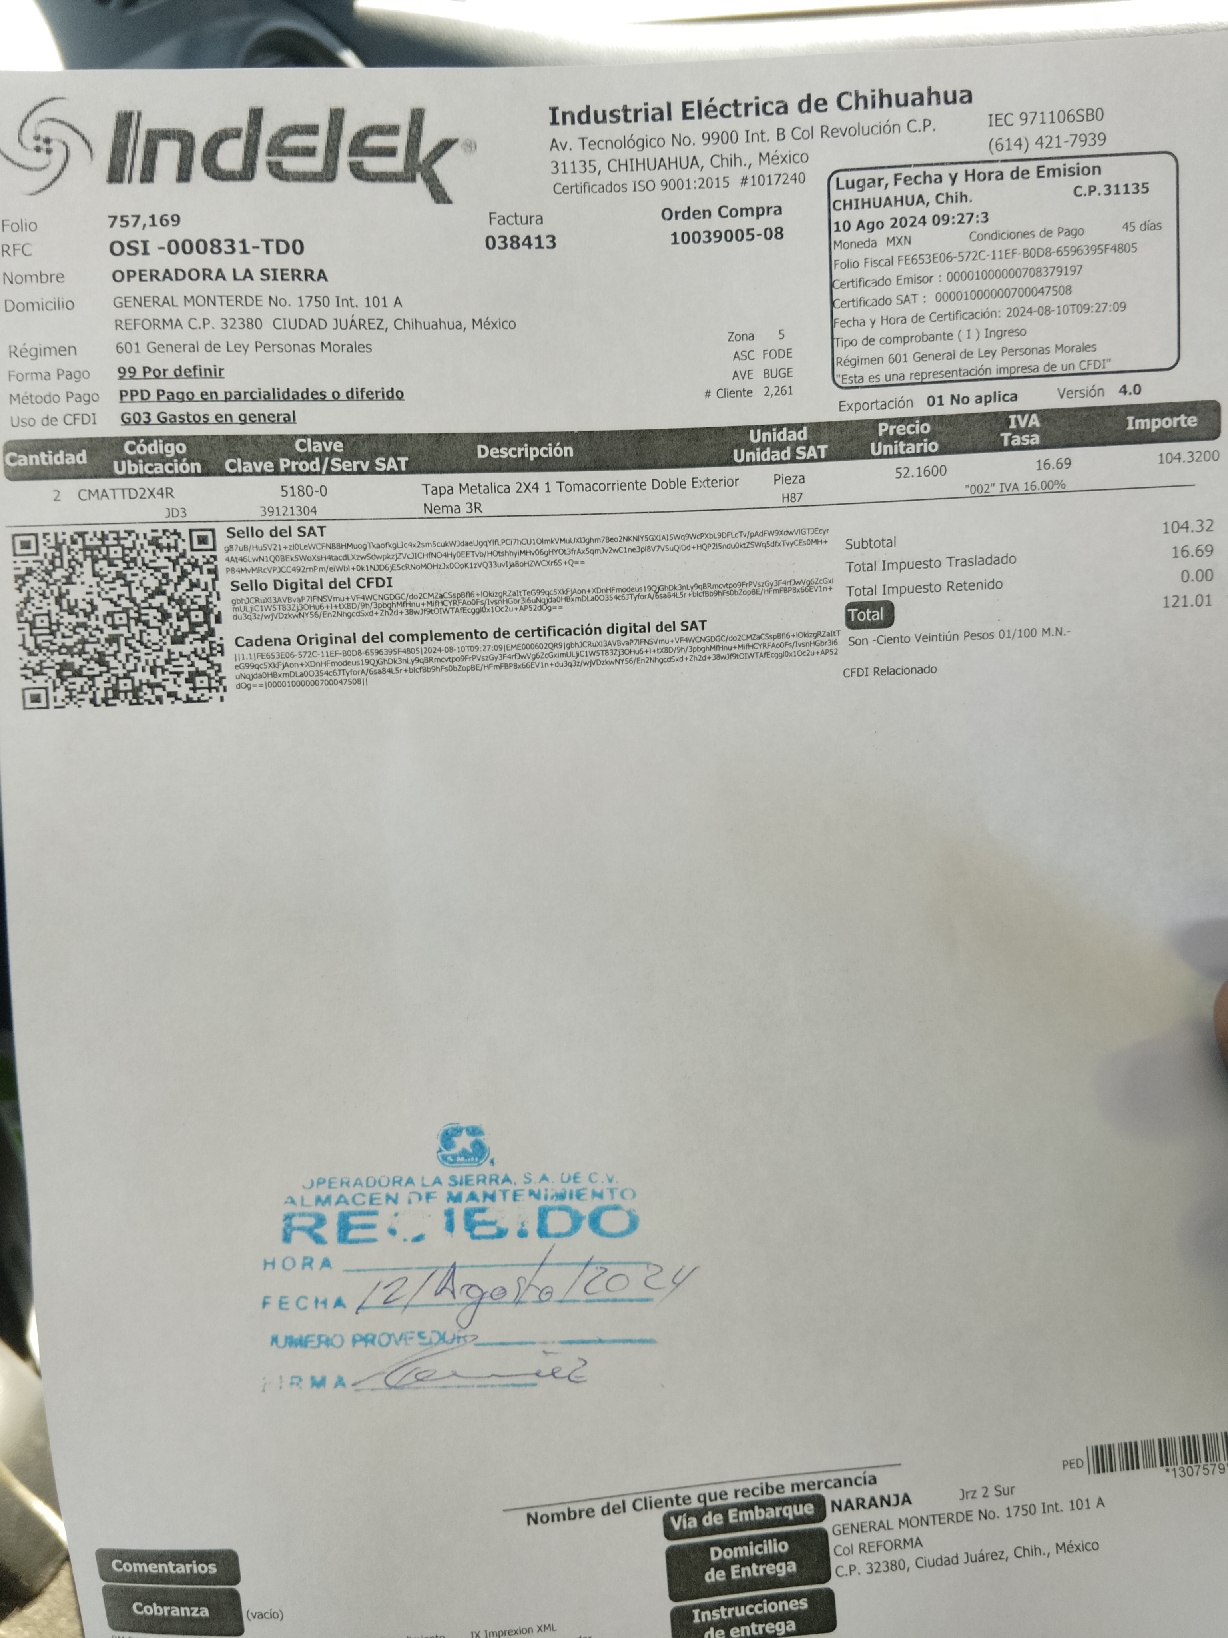 Indelek®
Industrial Eléctrica de Chihuahua
Av. Tecnológico No. 9900 Int. B Col Revolución C.P.
31135, CHIHUAHUA, Chih., México
Certificados ISO 9001:2015 #1017240
IEC 971106SB0
(614) 421-7939
Lugar, Fecha y Hora de Emision
CHIHUAHUA, Chih. C.P.31135
10 Ago 2024 09:27:3
Moneda MXN Condiciones de Pago 45 días
Folio Fiscal FE653E06-572C-11EF-B0D8-6596395F4805
Certificado Emisor : 00001000000708379197
Certificado SAT : 00001000000700047508
Fecha y Hora de Certificación: 2024-08-10T09:27:09
Tipo de comprobante ( I ) Ingreso
Régimen 601 General de Ley Personas Morales
"Esta es una representación impresa de un CFDI"
Folio 757,169
Factura
038413
Orden Compra
10039005-08
RFC OSI -000831-TD0
Nombre OPERADORA LA SIERRA
Domicilio GENERAL MONTERDE No. 1750 Int. 101 A
REFORMA C.P. 32380 CIUDAD JUÁREZ, Chihuahua, México
Régimen 601 General de Ley Personas Morales
Forma Pago 99 Por definir
Método Pago PPD Pago en parcialidades o diferido
Uso de CFDI G03 Gastos en general
Zona 5
ASC FODE
AVE BUGE
# Cliente 2,261
Exportación 01 No aplica Versión 4.0
Cantidad Código Ubicación Clave Clave Prod/Serv SAT Descripción Unidad Unidad SAT Precio Unitario IVA Tasa Importe
2 CMATTD2X4R 5180-0 Tapa Metalica 2X4 1 Tomacorriente Doble Exterior Pieza 52.1600 16.69 104.3200
JD3 39121304 Nema 3R H87 "002" IVA 16.00%
Sello del SAT
Sello Digital del CFDI
Cadena Original del complemento de certificación digital del SAT
Subtotal 104.32
Total Impuesto Trasladado 16.69
Total Impuesto Retenido 0.00
Total 121.01
Son -Ciento Veintiún Pesos 01/100 M.N.-
CFDI Relacionado
OPERADORA LA SIERRA, S.A. DE C.V.
ALMACEN DE MANTENIMIENTO
RECIBIDO
HORA
FECHA 12/Agosto/2024
NUMERO PROVEEDOR
FIRMA
PED
*1307579
Nombre del Cliente que recibe mercancía
Vía de Embarque NARANJA Jrz 2 Sur
Domicilio de Entrega
GENERAL MONTERDE No. 1750 Int. 101 A
Col REFORMA
C.P. 32380, Ciudad Juárez, Chih., México
Instrucciones de entrega
Comentarios
Cobranza (vacío)
IX Imprexion XML